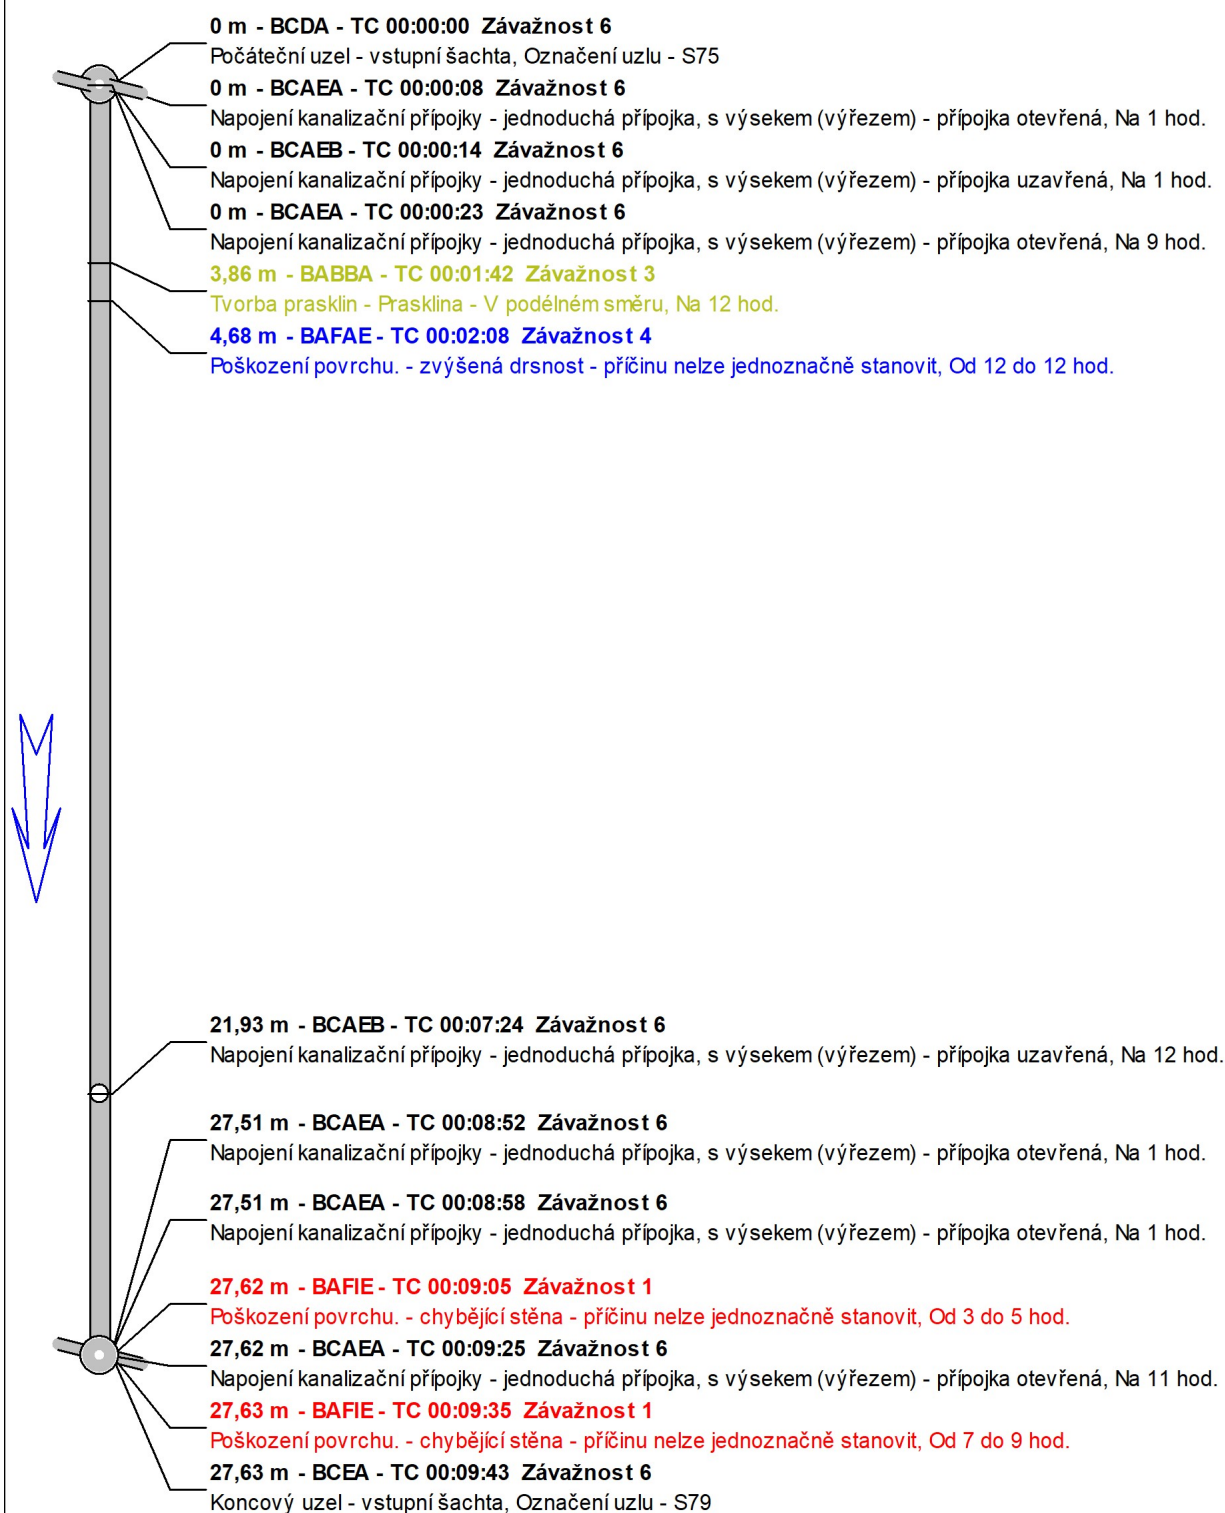 0 m - BCDA - TC 00:00:00 Závažnost 6
Počáteční uzel - vstupní šachta, Označení uzlu - S75
0 m - BCAEA - TC 00:00:08 Závažnost 6
Napojení kanalizační přípojky - jednoduchá přípojka, s výsekem (výřezem) - přípojka otevřená, Na 1 hod.
0 m - BCAEB - TC 00:00:14 Závažnost 6
Napojení kanalizační přípojky - jednoduchá přípojka, s výsekem (výřezem) - přípojka uzavřená, Na 1 hod.
0 m - BCAEA - TC 00:00:23 Závažnost 6
Napojení kanalizační přípojky - jednoduchá přípojka, s výsekem (výřezem) - přípojka otevřená, Na 9 hod.
3,86 m - BABBA - TC 00:01:42 Závažnost 3
Tvorba prasklin - Prasklina - V podélném směru, Na 12 hod.
4,68 m - BAFAE - TC 00:02:08 Závažnost 4
Poškození povrchu. - zvýšená drsnost - příčinu nelze jednoznačně stanovit, Od 12 do 12 hod.
21,93 m - BCAEB - TC 00:07:24 Závažnost 6
Napojení kanalizační přípojky - jednoduchá přípojka, s výsekem (výřezem) - přípojka uzavřená, Na 12 hod.
27,51 m - BCAEA - TC 00:08:52 Závažnost 6
Napojení kanalizační přípojky - jednoduchá přípojka, s výsekem (výřezem) - přípojka otevřená, Na 1 hod.
27,51 m - BCAEA - TC 00:08:58 Závažnost 6
Napojení kanalizační přípojky - jednoduchá přípojka, s výsekem (výřezem) - přípojka otevřená, Na 1 hod.
27,62 m - BAFIE - TC 00:09:05 Závažnost 1
Poškození povrchu. - chybějící stěna - příčinu nelze jednoznačně stanovit, Od 3 do 5 hod.
27,62 m - BCAEA - TC 00:09:25 Závažnost 6
Napojení kanalizační přípojky - jednoduchá přípojka, s výsekem (výřezem) - přípojka otevřená, Na 11 hod.
27,63 m - BAFIE - TC 00:09:35 Závažnost 1
Poškození povrchu. - chybějící stěna - příčinu nelze jednoznačně stanovit, Od 7 do 9 hod.
27,63 m - BCEA - TC 00:09:43 Závažnost 6
Koncový uzel - vstupní šachta, Označení uzlu - S79